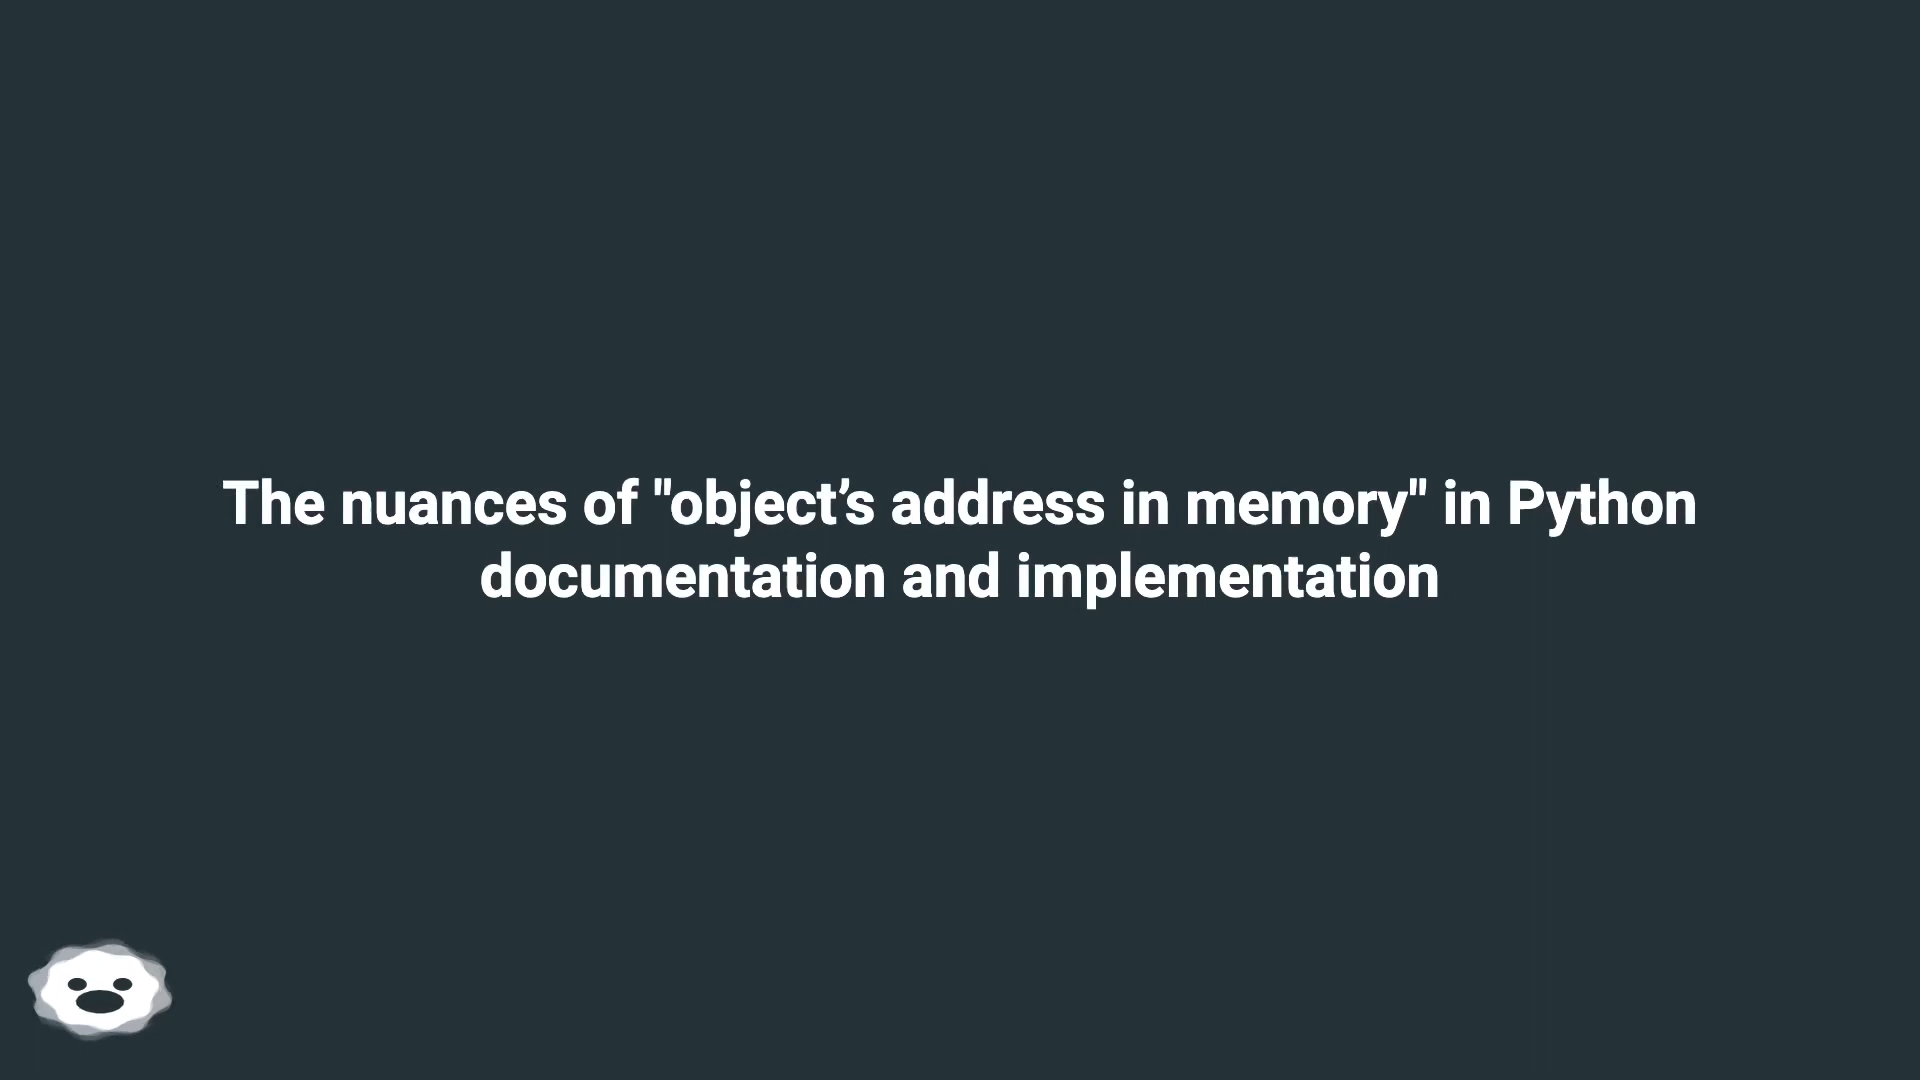 The nuances of "object’s address in memory" in Python
documentation and implementation